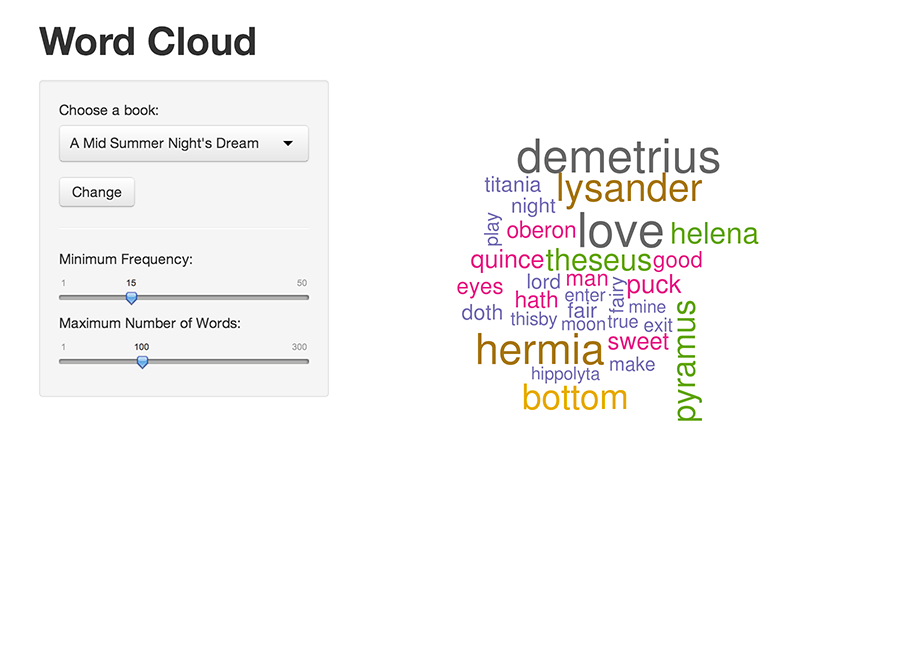 Word Cloud
Choose a book:
A Mid Summer Night's Dream
Change
Minimum Frequency:
1 15 50
Maximum Number of Words:
1 100 300
demetrius
titania lysander
night
play oberon love helena
quince theseus good
eyes lord man fairy puck
hath enter
doth thisby fair mine
moon true exit
hermia sweet pyramus
hippolyta make
bottom